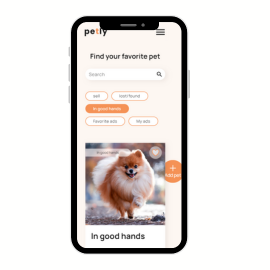 petly
Find your favorite pet
Search
sell
lost/found
In good hands
Favorite ads
My ads
In good hands
Add pet
In good hands